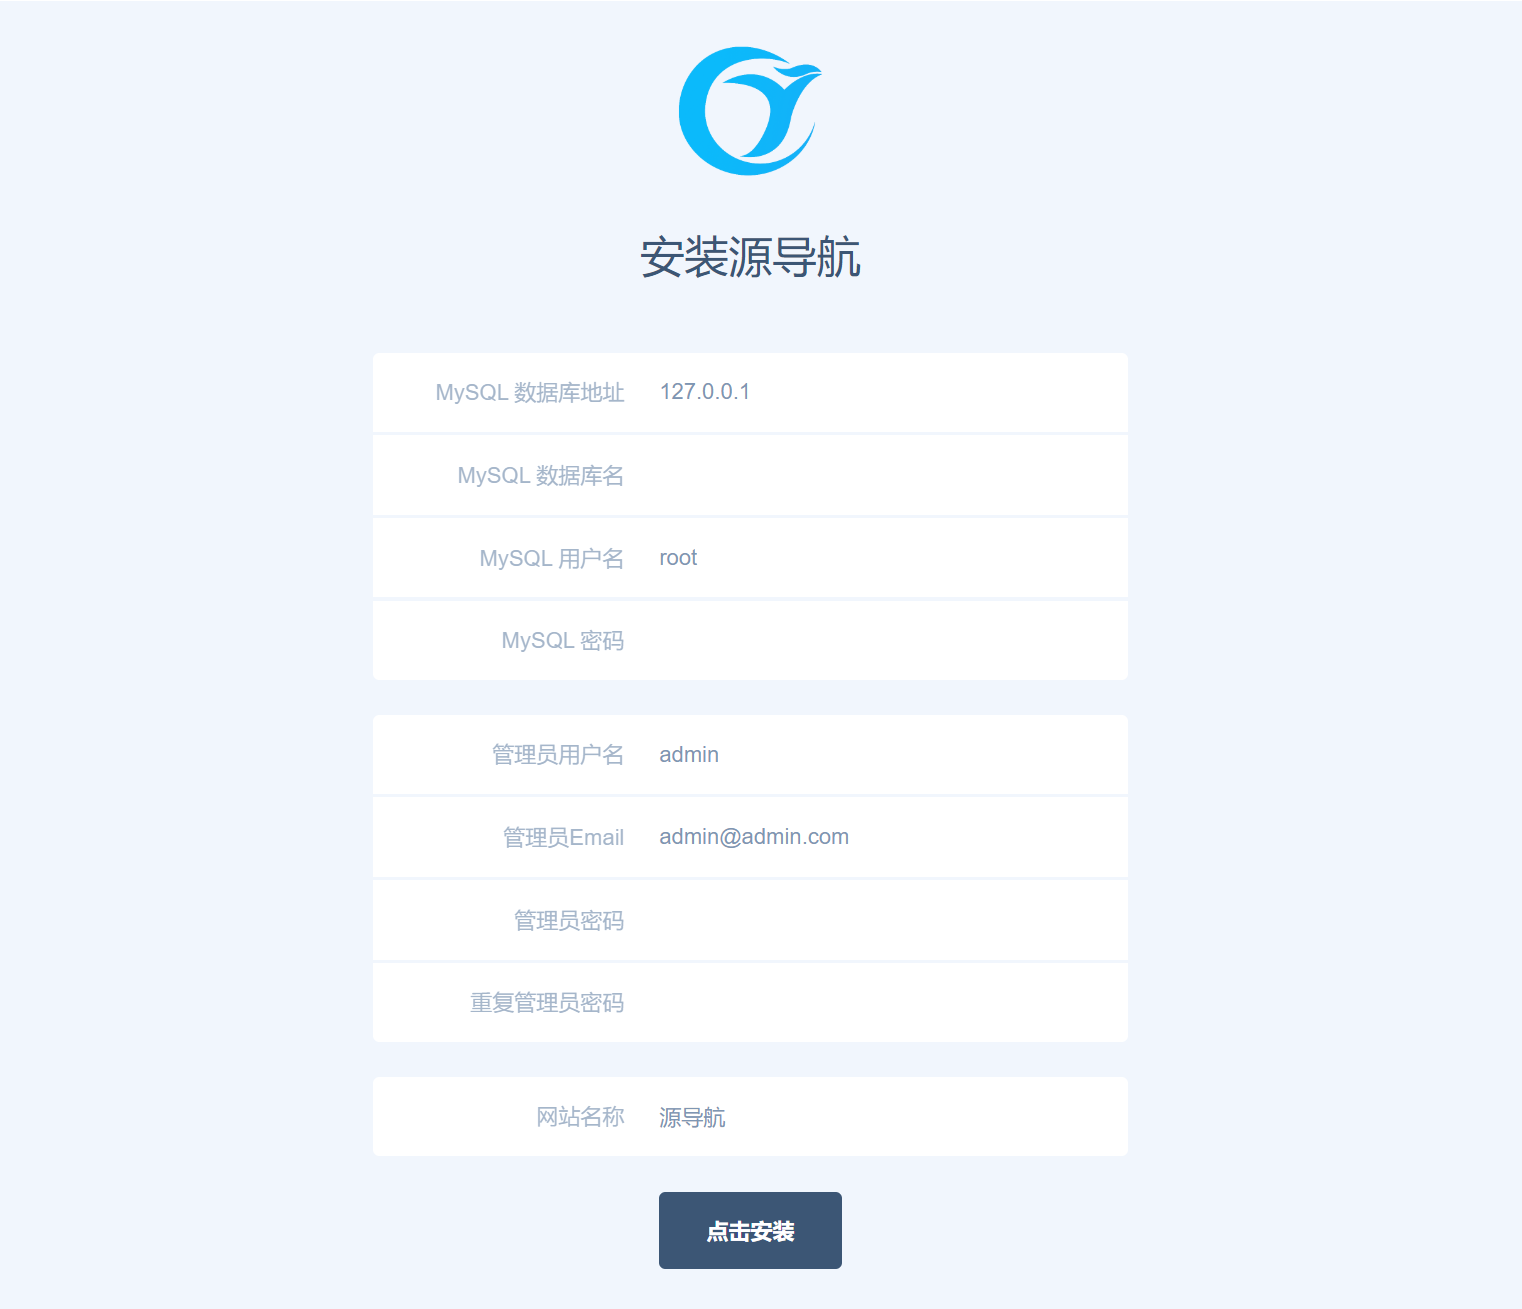 安装源导航
MySQL 数据库地址 127.0.0.1
MySQL 数据库名
MySQL 用户名 root
MySQL 密码
管理员用户名 admin
管理员Email admin@admin.com
管理员密码
重复管理员密码
网站名称 源导航
点击安装